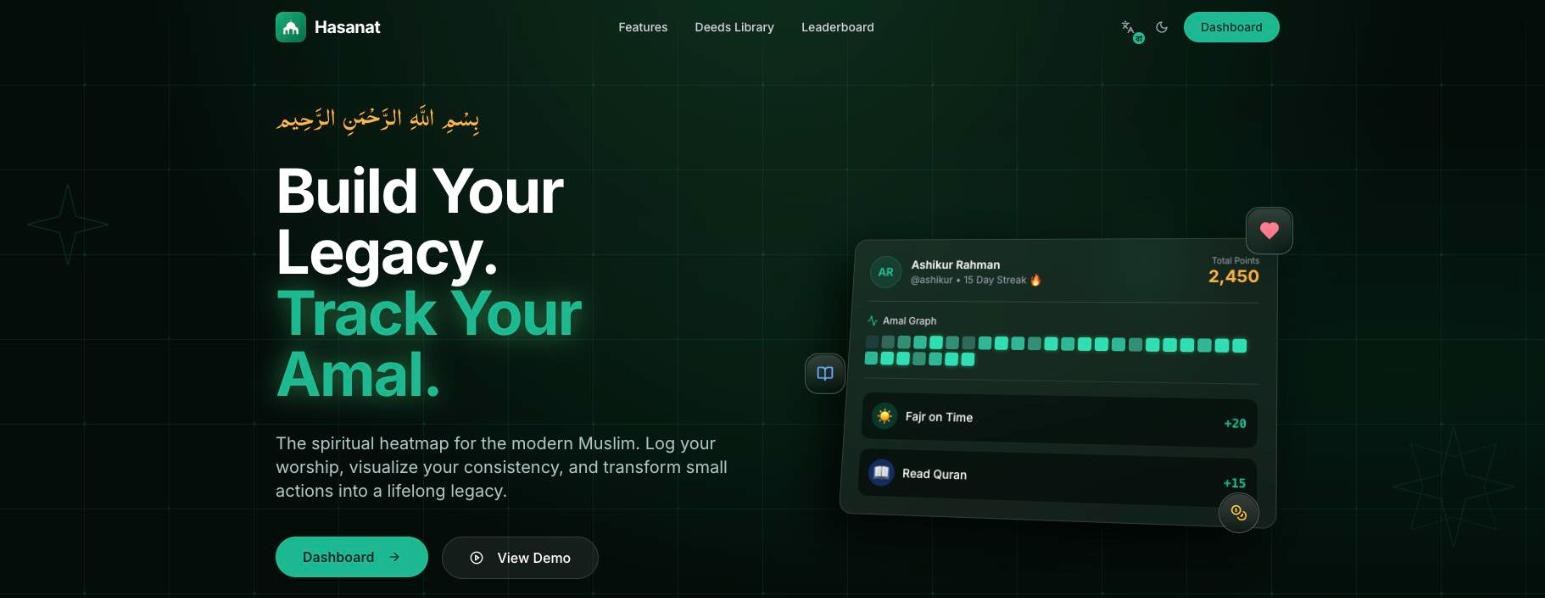 Hasanat
Features
Deeds Library
Leaderboard
Dashboard
بِسْمِ اللَّهِ الرَّحْمَنِ الرَّحِيم
Build Your
Legacy.
Track Your
Amal.
The spiritual heatmap for the modern Muslim. Log your
worship, visualize your consistency, and transform small
actions into a lifelong legacy.
Dashboard
View Demo
AR
Ashikur Rahman
@ashikur • 15 Day Streak 🔥
Total Points
2,450
Amal Graph
Fajr on Time
+20
Read Quran
+15